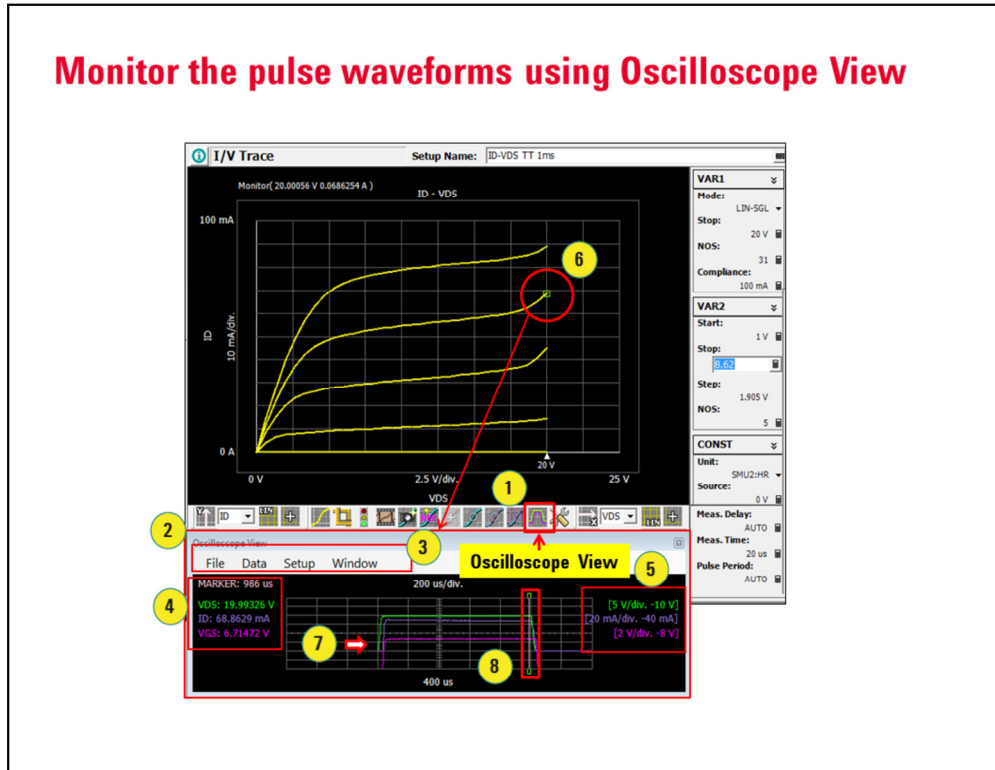 Monitor the pulse waveforms using Oscilloscope View
I/V Trace
Setup Name: ID-VDS TT 1ms
Monitor( 20.00056 V 0.0686254 A )
ID - VDS
100 mA
ID
10 mA/div.
0 A
0 V
2.5 V/div.
20 V
25 V
VDS
6
VAR1
Mode:
LIN-SGL
Stop:
20 V
NOS:
31
Compliance:
100 mA
VAR2
Start:
1 V
Stop:
8.62
Step:
1.905 V
NOS:
5
CONST
Unit:
SMU2:HR
Source:
0 V
Meas. Delay:
AUTO
Meas. Time:
20 us
Pulse Period:
AUTO
1
Y ID LIN
X VDS LIN
2
Oscilloscope View
3
File Data Setup Window
Oscilloscope View
5
4
MARKER: 986 us
200 us/div.
VDS: 19.99326 V
ID: 68.8629 mA
VGS: 6.71472 V
[5 V/div. -10 V]
[20 mA/div. -40 mA]
[2 V/div. -8 V]
7
8
400 us